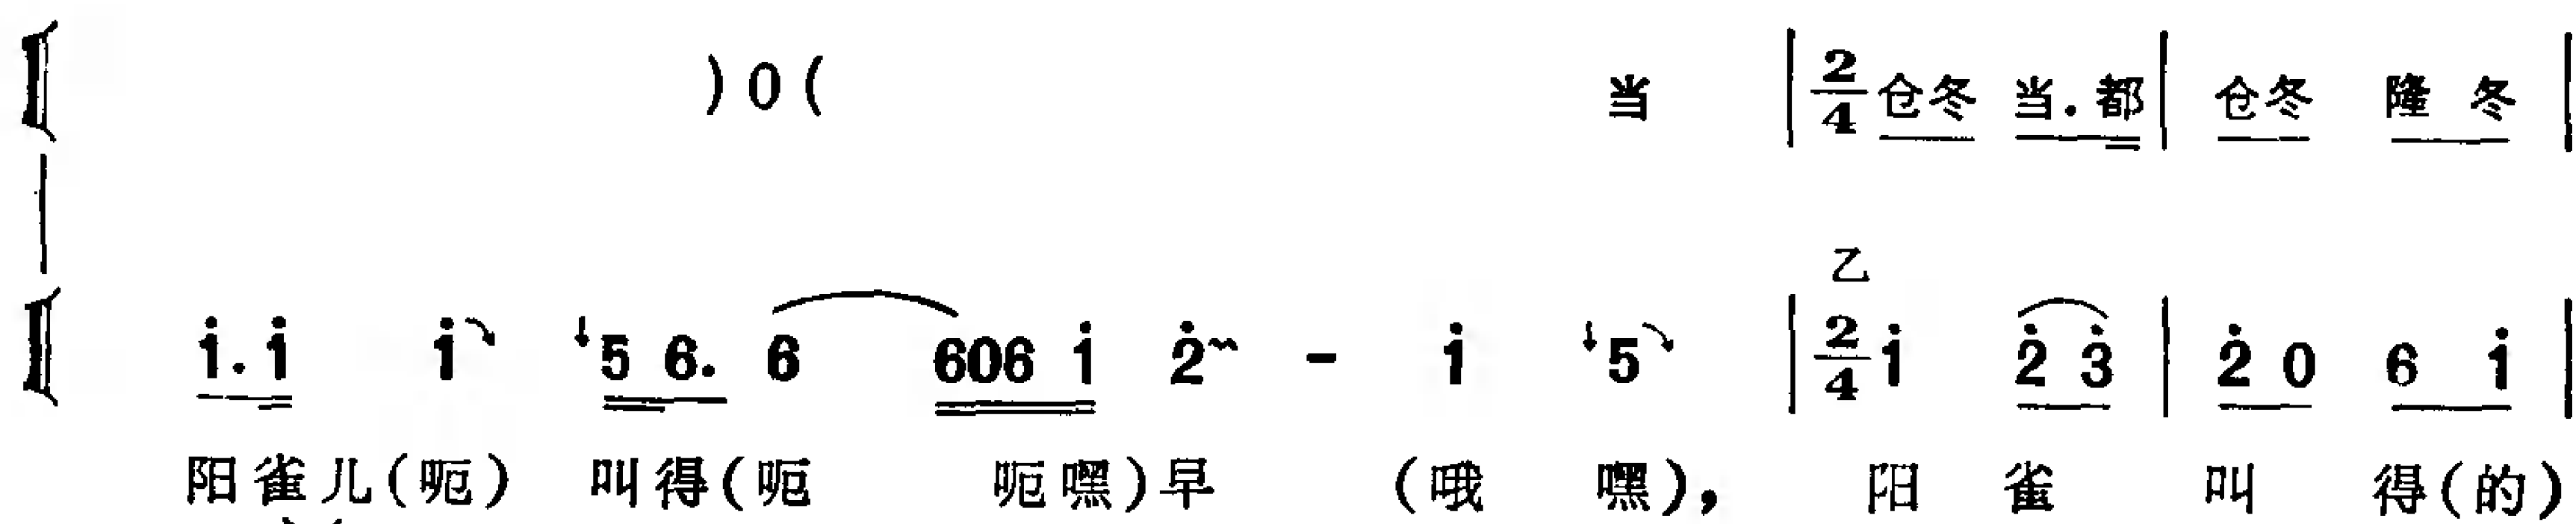 )0( 当 | 2/4 仓冬 当.都 | 仓冬 隆冬 |
乙
i̇.i̇ i̇ 5 6. 6 606 i̇ 2̇ - i̇ 5 | 2/4 i̇ 2̇ 3̇ | 2̇ 0 6 i̇ |
阳雀儿(呃) 叫得(呃 呃嘿)早 (哦 嘿)， 阳 雀 叫 得(的)